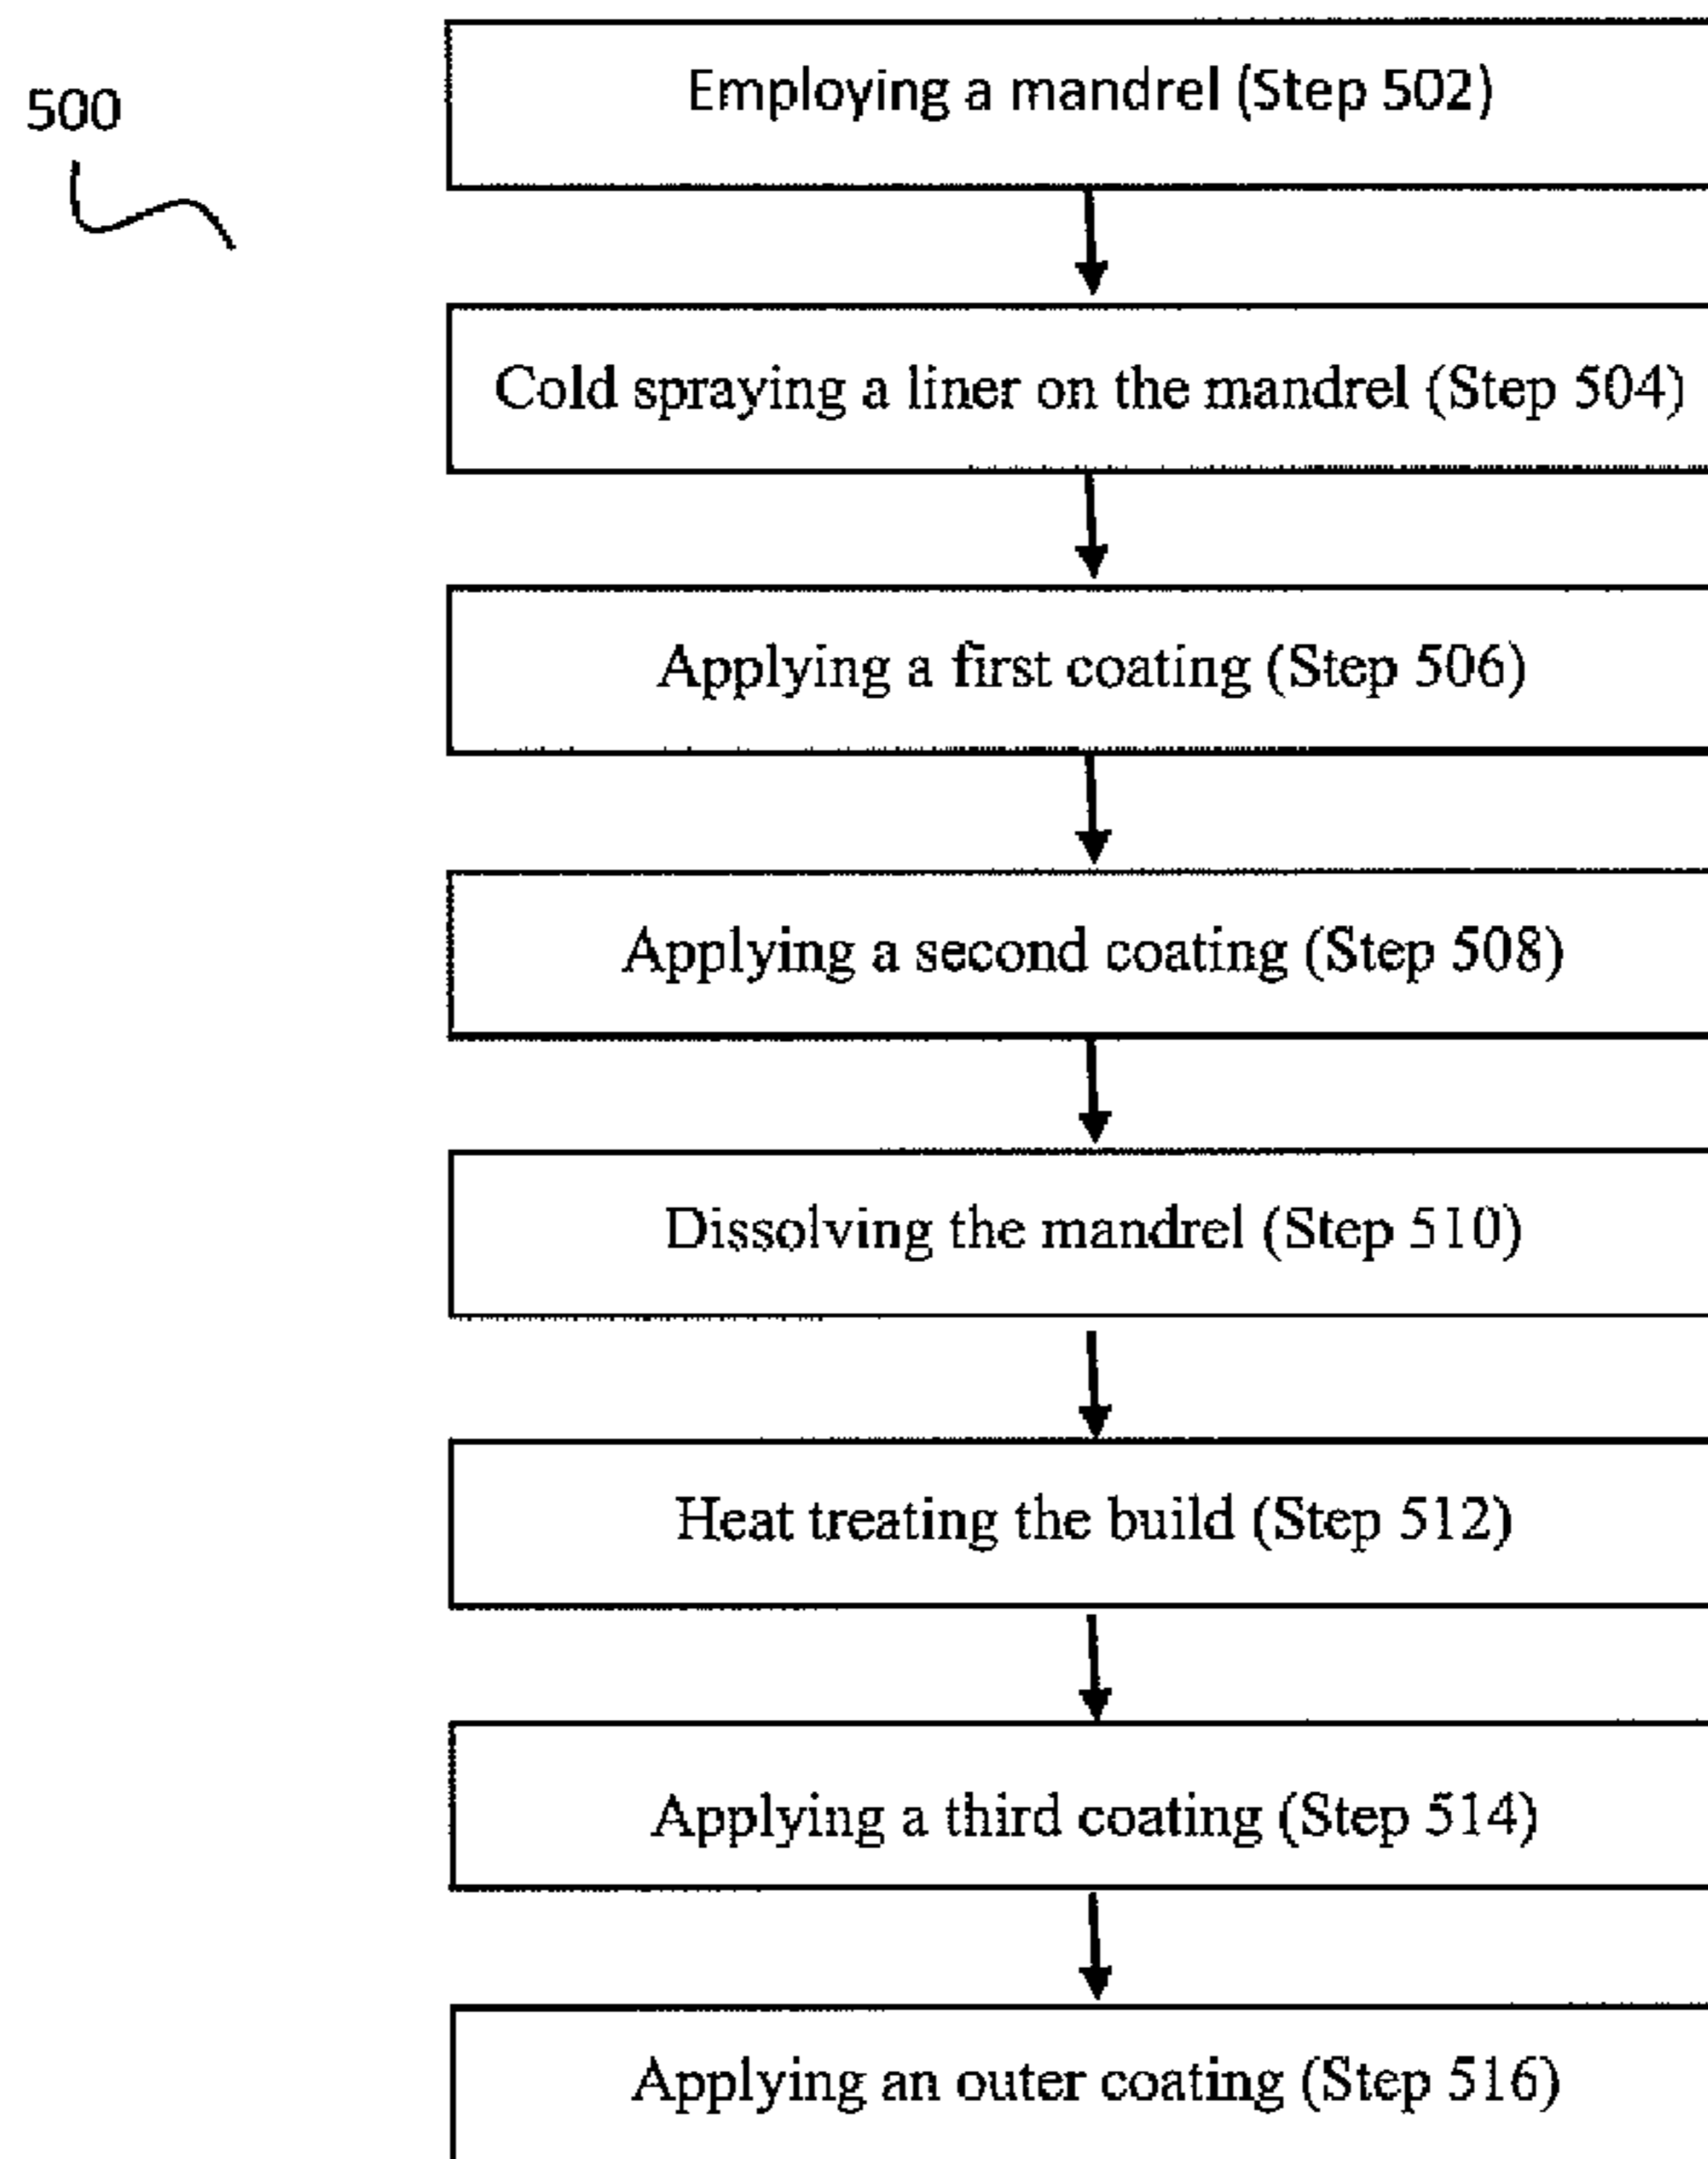 500
Employing a mandrel (Step 502)
Cold spraying a liner on the mandrel (Step 504)
Applying a first coating (Step 506)
Applying a second coating (Step 508)
Dissolving the mandrel (Step 510)
Heat treating the build (Step 512)
Applying a third coating (Step 514)
Applying an outer coating (Step 516)